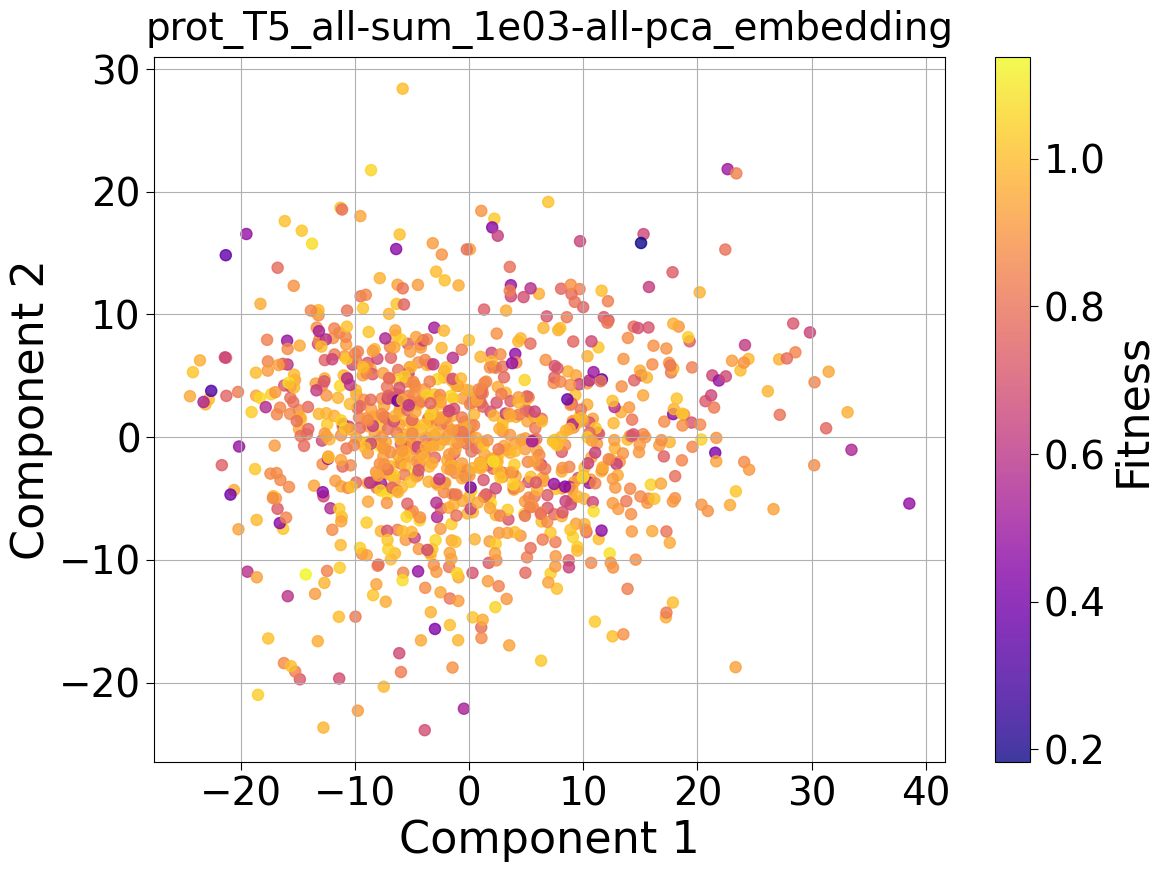 prot_T5_all-sum_1e03-all-pca_embedding
30
20
10
0
−10
−20
Component 2
−20 −10 0 10 20 30 40
Component 1
1.0
0.8
0.6
0.4
0.2
Fitness